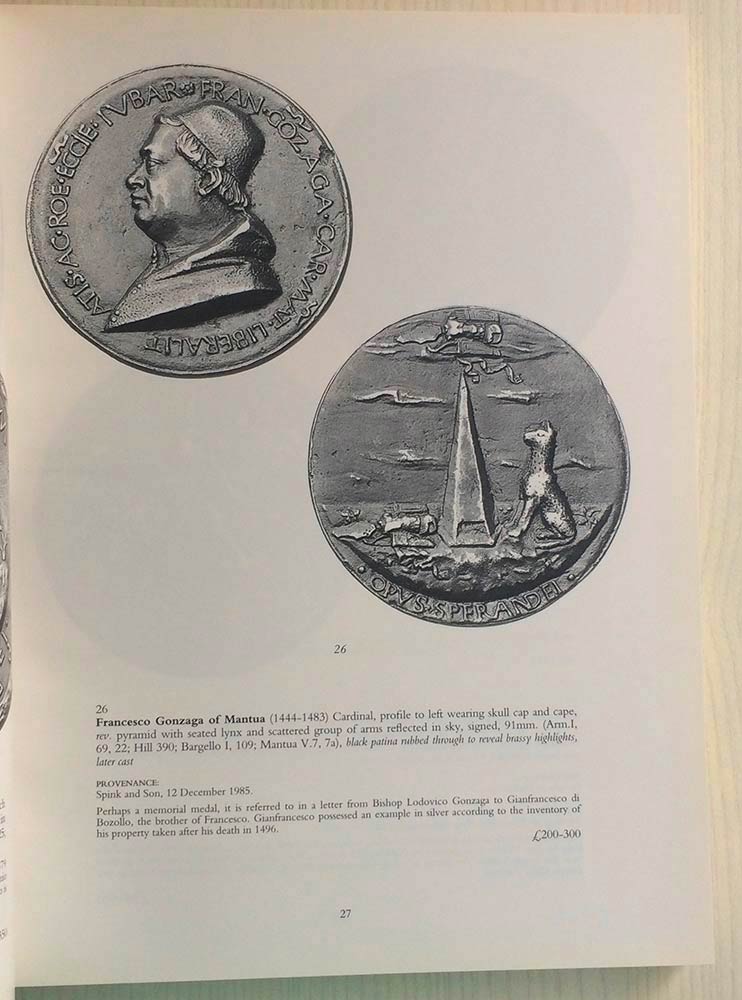 FRAN·GOZAGA·CAR·MANT·LIBERALIT
ATIS·AC·ROE·ECCIE·IVBAR
·OPVS·SPERANDEI·
26
26
Francesco Gonzaga of Mantua (1444-1483) Cardinal, profile to left wearing skull cap and cape,
rev. pyramid with seated lynx and scattered group of arms reflected in sky, signed, 91mm. (Arm.I,
69, 22; Hill 390; Bargello I, 109; Mantua V.7, 7a), black patina rubbed through to reveal brassy highlights,
later cast
PROVENANCE:
Spink and Son, 12 December 1985.
Perhaps a memorial medal, it is referred to in a letter from Bishop Lodovico Gonzaga to Gianfrancesco di
Bozollo, the brother of Francesco. Gianfrancesco possessed an example in silver according to the inventory of
his property taken after his death in 1496.
£200-300
27